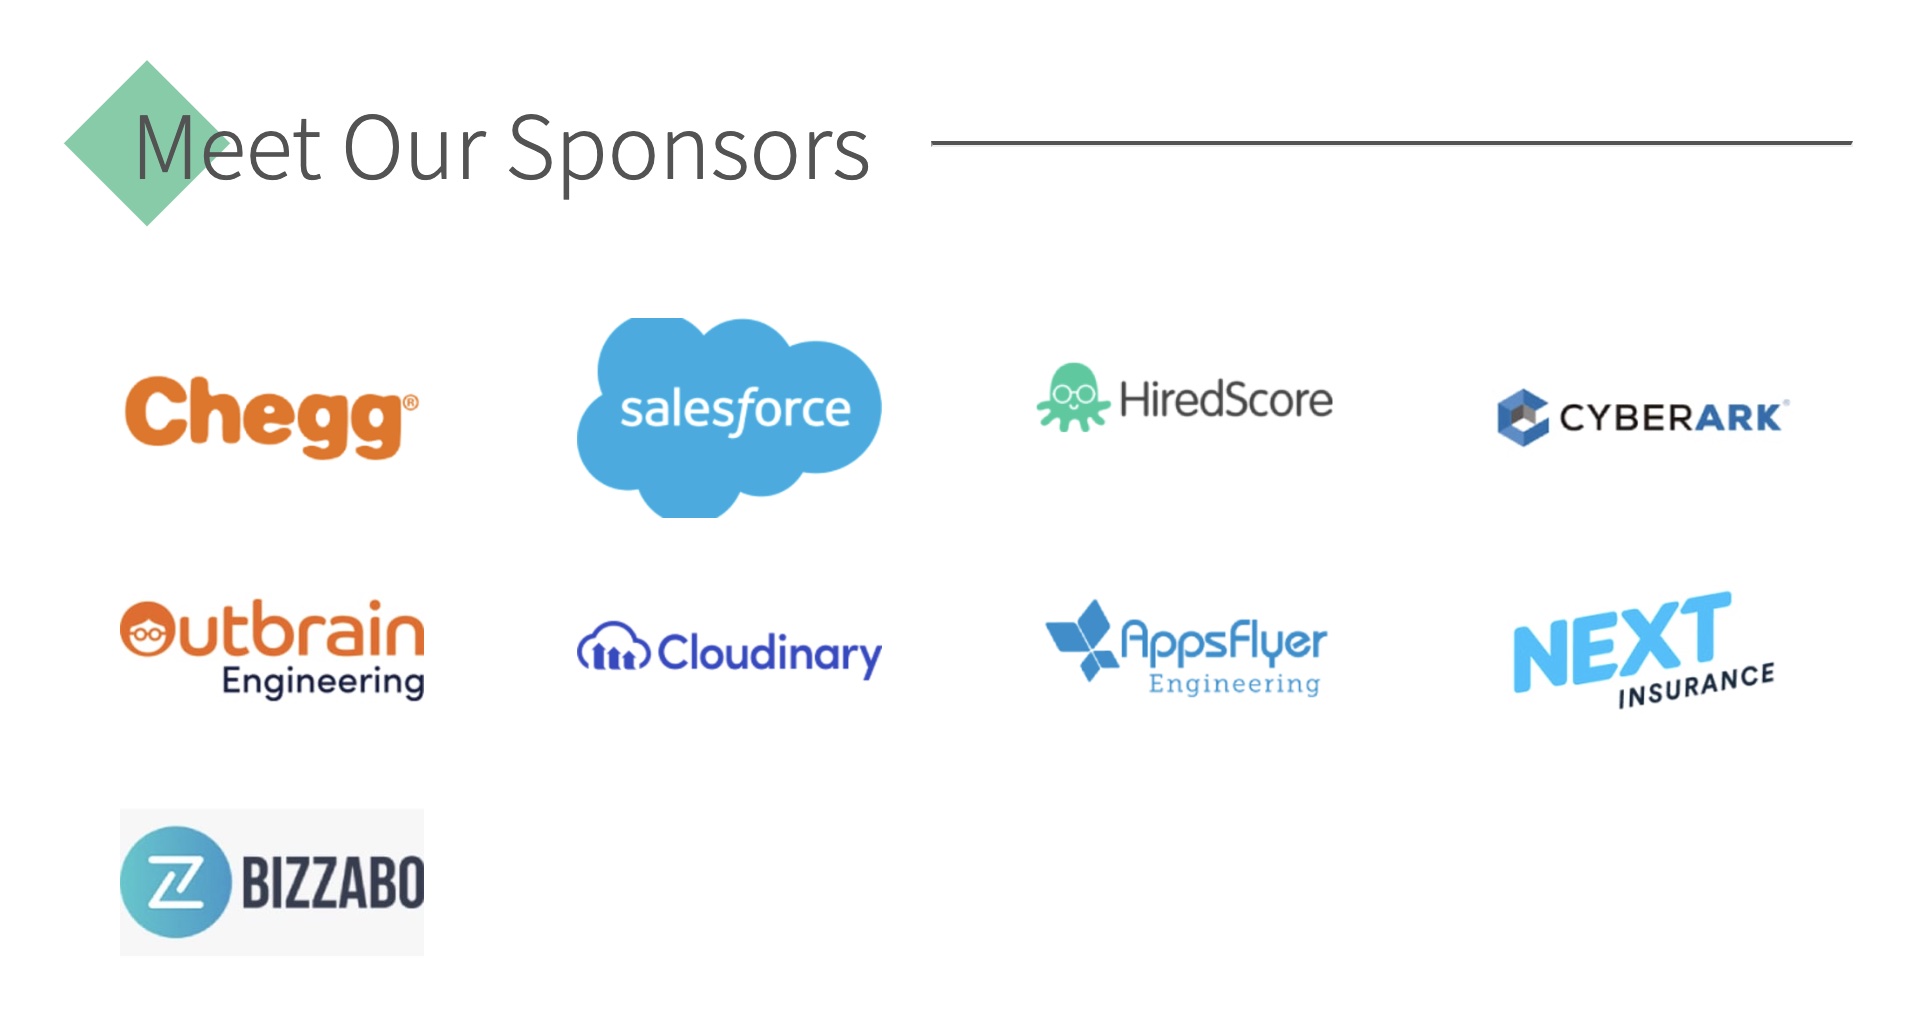 Meet Our Sponsors
Chegg®
salesforce
HiredScore
CYBERARK®
Outbrain
Engineering
Cloudinary
AppsFlyer
Engineering
NEXT
INSURANCE
BIZZABO